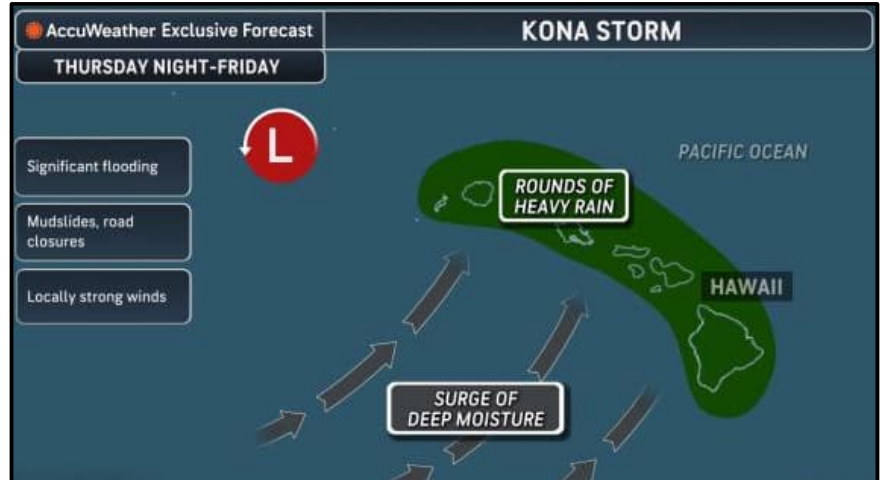 AccuWeather Exclusive Forecast
KONA STORM
THURSDAY NIGHT-FRIDAY
L
PACIFIC OCEAN
Significant flooding
ROUNDS OF
HEAVY RAIN
Mudslides, road
closures
HAWAII
Locally strong winds
SURGE OF
DEEP MOISTURE